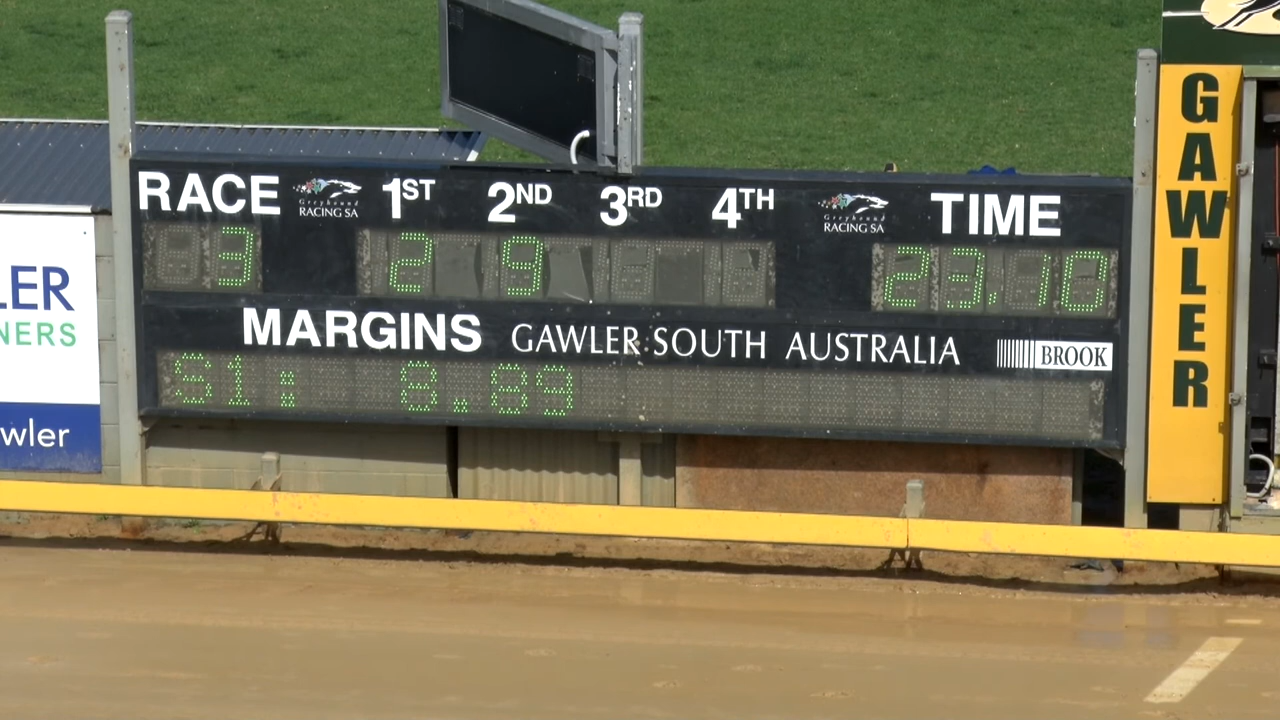 RACE
Greyhound
RACING SA
1ST 2ND 3RD 4TH
Greyhound
RACING SA
TIME
3 2 9 23.10
MARGINS GAWLER SOUTH AUSTRALIA BROOK
S1: 8.89
GAWLER
LER
NERS
wler